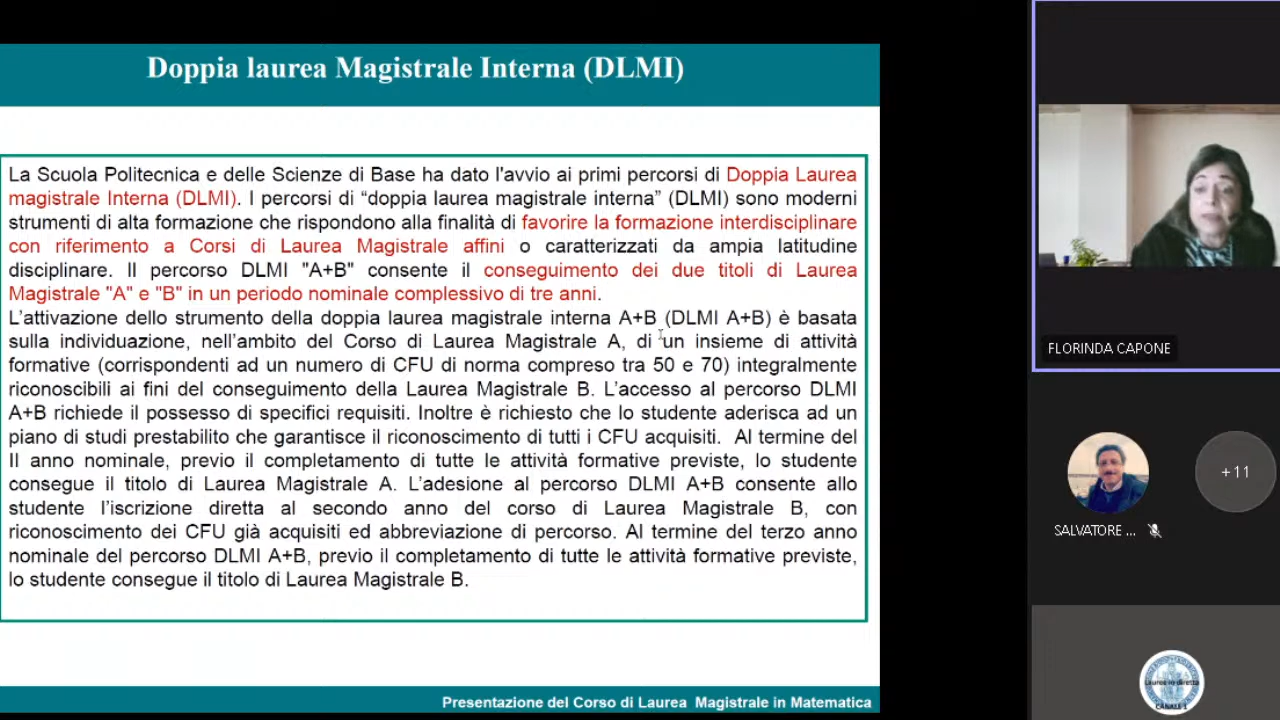 Doppia laurea Magistrale Interna (DLMI)
La Scuola Politecnica e delle Scienze di Base ha dato l'avvio ai primi percorsi di Doppia Laurea
magistrale Interna (DLMI). I percorsi di “doppia laurea magistrale interna” (DLMI) sono moderni
strumenti di alta formazione che rispondono alla finalità di favorire la formazione interdisciplinare
con riferimento a Corsi di Laurea Magistrale affini o caratterizzati da ampia latitudine
disciplinare. Il percorso DLMI "A+B" consente il conseguimento dei due titoli di Laurea
Magistrale "A" e "B" in un periodo nominale complessivo di tre anni.
L’attivazione dello strumento della doppia laurea magistrale interna A+B (DLMI A+B) è basata
sulla individuazione, nell’ambito del Corso di Laurea Magistrale A, di un insieme di attività
formative (corrispondenti ad un numero di CFU di norma compreso tra 50 e 70) integralmente
riconoscibili ai fini del conseguimento della Laurea Magistrale B. L’accesso al percorso DLMI
A+B richiede il possesso di specifici requisiti. Inoltre è richiesto che lo studente aderisca ad un
piano di studi prestabilito che garantisce il riconoscimento di tutti i CFU acquisiti. Al termine del
II anno nominale, previo il completamento di tutte le attività formative previste, lo studente
consegue il titolo di Laurea Magistrale A. L’adesione al percorso DLMI A+B consente allo
studente l’iscrizione diretta al secondo anno del corso di Laurea Magistrale B, con
riconoscimento dei CFU già acquisiti ed abbreviazione di percorso. Al termine del terzo anno
nominale del percorso DLMI A+B, previo il completamento di tutte le attività formative previste,
lo studente consegue il titolo di Laurea Magistrale B.
Presentazione del Corso di Laurea Magistrale in Matematica
FLORINDA CAPONE
+11
SALVATORE ...
Laurea in diretta
CANALE 1